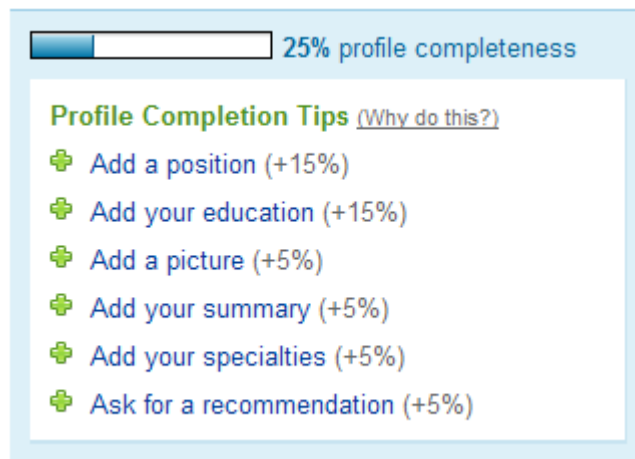 25% profile completeness
Profile Completion Tips (Why do this?)
Add a position (+15%)
Add your education (+15%)
Add a picture (+5%)
Add your summary (+5%)
Add your specialties (+5%)
Ask for a recommendation (+5%)